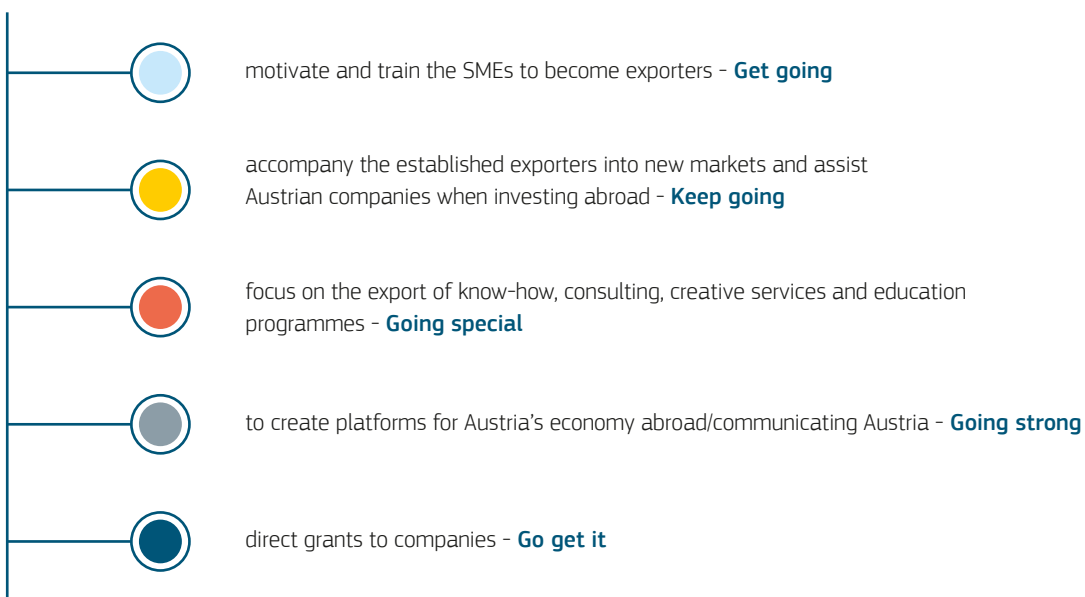 motivate and train the SMEs to become exporters - Get going
accompany the established exporters into new markets and assist
Austrian companies when investing abroad - Keep going
focus on the export of know-how, consulting, creative services and education
programmes - Going special
to create platforms for Austria's economy abroad/communicating Austria - Going strong
direct grants to companies - Go get it